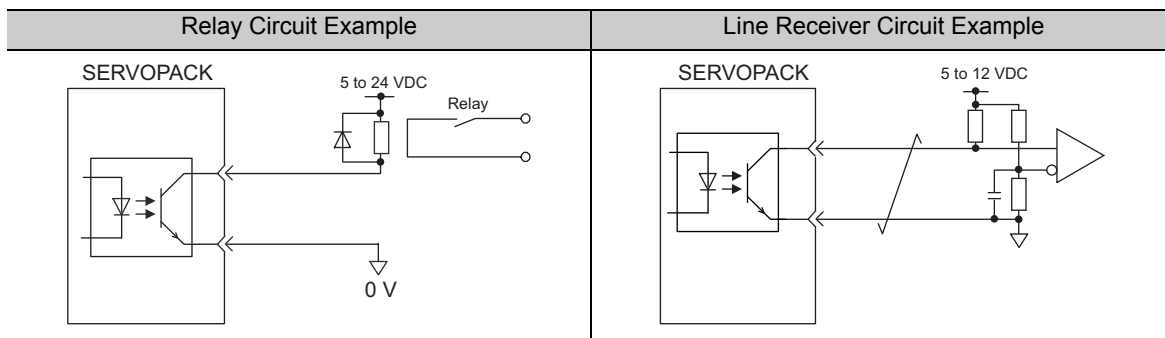 Relay Circuit Example
Line Receiver Circuit Example
SERVOPACK
5 to 24 VDC
Relay
0 V
SERVOPACK
5 to 12 VDC